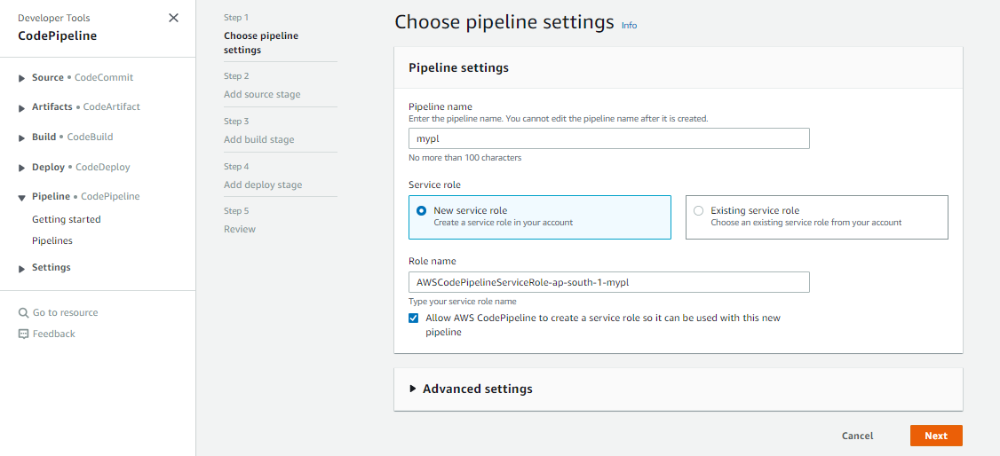 Developer Tools
CodePipeline
Source • CodeCommit
Artifacts • CodeArtifact
Build • CodeBuild
Deploy • CodeDeploy
Pipeline • CodePipeline
Getting started
Pipelines
Settings
Go to resource
Feedback
Step 1
Choose pipeline
settings
Step 2
Add source stage
Step 3
Add build stage
Step 4
Add deploy stage
Step 5
Review
Choose pipeline settings Info
Pipeline settings
Pipeline name
Enter the pipeline name. You cannot edit the pipeline name after it is created.
mypl
No more than 100 characters
Service role
New service role
Create a service role in your account
Existing service role
Choose an existing service role from your account
Role name
AWSCodePipelineServiceRole-ap-south-1-mypl
Type your service role name
Allow AWS CodePipeline to create a service role so it can be used with this new
pipeline
Advanced settings
Cancel
Next